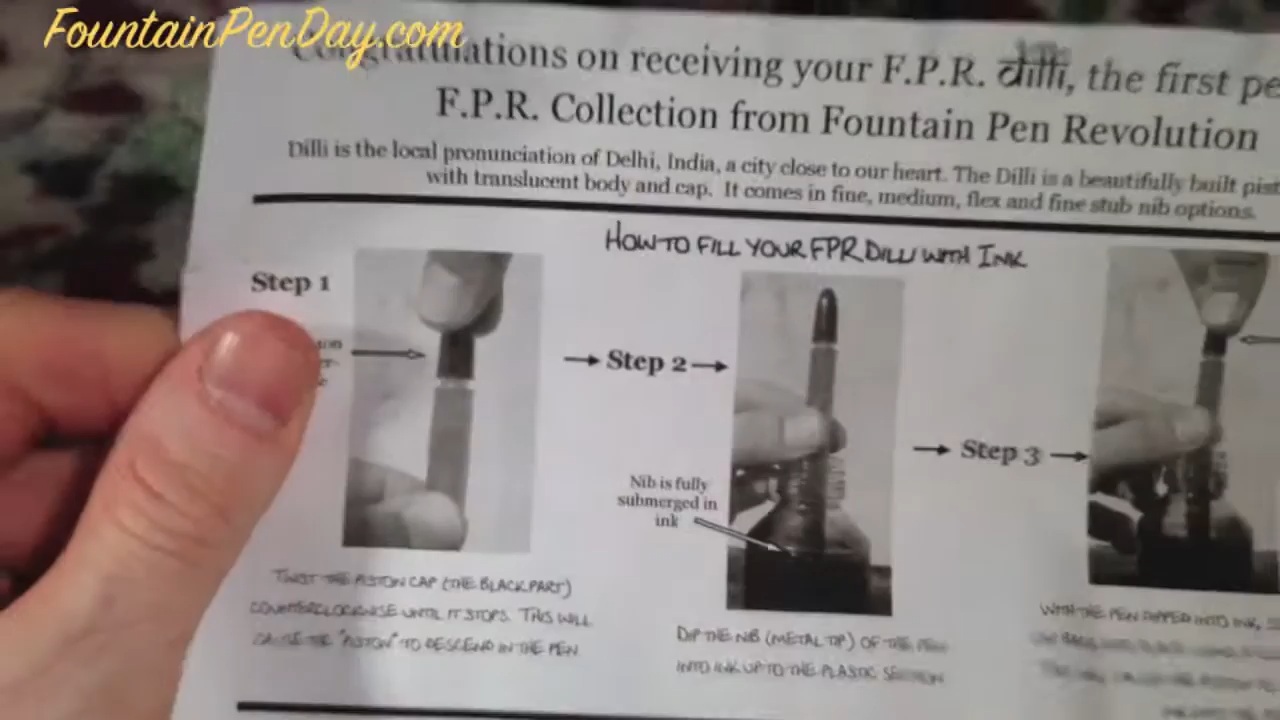 FountainPenDay.com
Congratulations on receiving your F.P.R. dilli, the first pe
F.P.R. Collection from Fountain Pen Revolution
Dilli is the local pronunciation of Delhi, India, a city close to our heart. The Dilli is a beautifully built pist
with translucent body and cap. It comes in fine, medium, flex and fine stub nib options.
HOW TO FILL YOUR FPR DILLI WITH INK
Step 1
Step 2
Step 3
Nib is fully
submerged in
ink
TWIST THE PISTON CAP (THE BLACK PART)
COUNTERCLOCKWISE UNTIL IT STOPS. THIS WILL
CAUSE THE "PISTON" TO DESCEND IN THE PEN
DIP THE NIB (METAL TIP) OF THE PEN
INTO INK UP TO THE PLASTIC SECTION
WITH THE PEN DIPPED INTO INK,